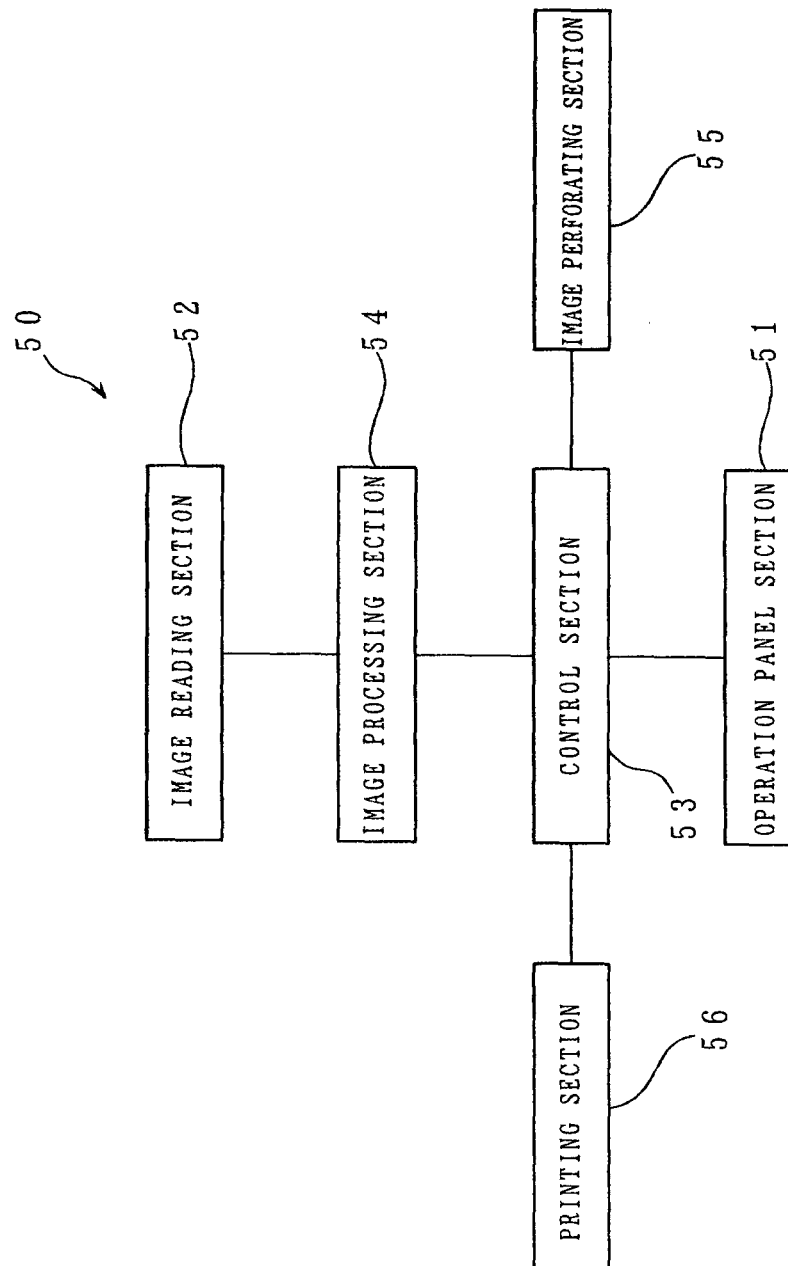 50
IMAGE READING SECTION
52
IMAGE PROCESSING SECTION
54
PRINTING SECTION
CONTROL SECTION
IMAGE PERFORATING SECTION
56
53
55
OPERATION PANEL SECTION
51